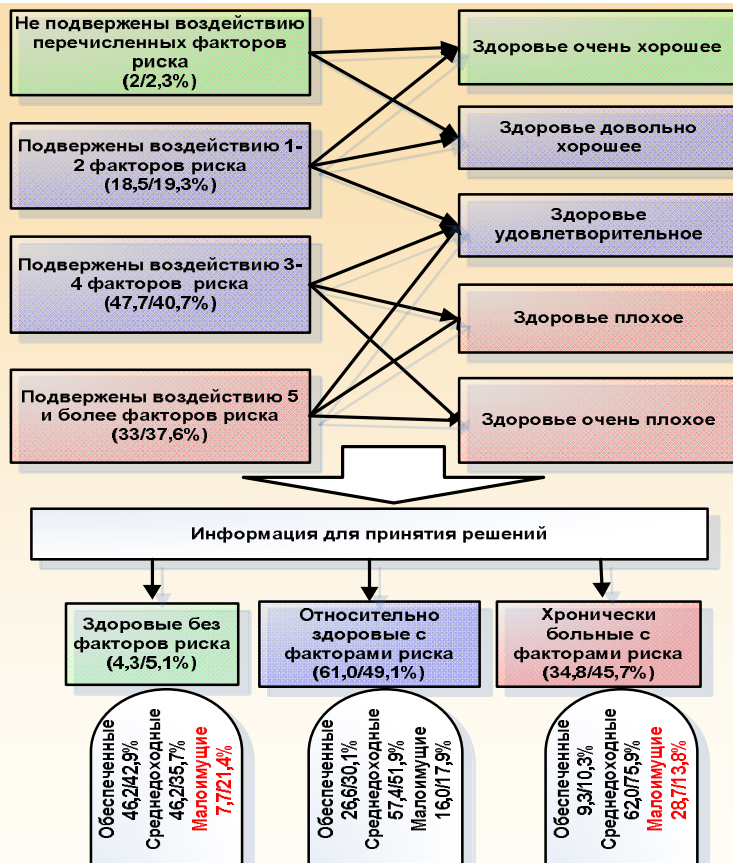 Не подвержены воздействию
перечисленных факторов
риска
(2/2,3%)
Подвержены воздействию 1-
2 факторов риска
(18,5/19,3%)
Подвержены воздействию 3-
4 факторов риска
(47,7/40,7%)
Подвержены воздействию 5
и более факторов риска
(33/37,6%)
Здоровье очень хорошее
Здоровье довольно
хорошее
Здоровье
удовлетворительное
Здоровье плохое
Здоровье очень плохое
Информация для принятия решений
Здоровые без
факторов риска
(4,3/5,1%)
Относительно
здоровые с
факторами риска
(61,0/49,1%)
Хронически
больные с
факторами риска
(34,8/45,7%)
Обеспеченные
46,2/42,9%
Среднедоходные
46,2/35,7%
Малоимущие
7,7/21,4%
Обеспеченные
26,6/30,1%
Среднедоходные
57,4/51,9%
Малоимущие
16,0/17,9%
Обеспеченные
9,3/10,3%
Среднедоходные
62,0/75,9%
Малоимущие
28,7/13,8%